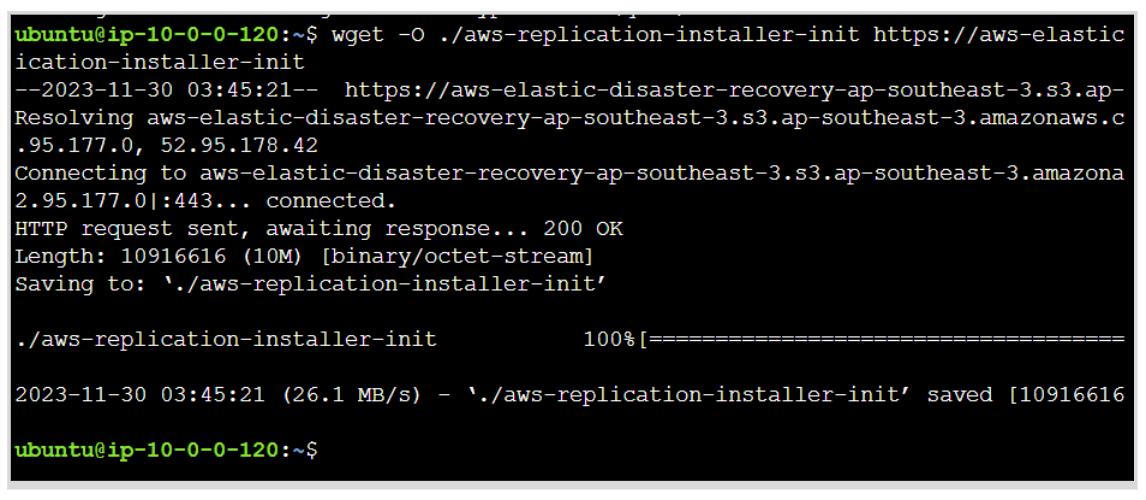 ubuntu@ip-10-0-0-120:~$ wget -O ./aws-replication-installer-init https://aws-elastic
ication-installer-init
--2023-11-30 03:45:21--  https://aws-elastic-disaster-recovery-ap-southeast-3.s3.ap-
Resolving aws-elastic-disaster-recovery-ap-southeast-3.s3.ap-southeast-3.amazonaws.c
.95.177.0, 52.95.178.42
Connecting to aws-elastic-disaster-recovery-ap-southeast-3.s3.ap-southeast-3.amazona
2.95.177.0|:443... connected.
HTTP request sent, awaiting response... 200 OK
Length: 10916616 (10M) [binary/octet-stream]
Saving to: ‘./aws-replication-installer-init’
./aws-replication-installer-init           100%[====================================
2023-11-30 03:45:21 (26.1 MB/s) - ‘./aws-replication-installer-init’ saved [10916616
ubuntu@ip-10-0-0-120:~$